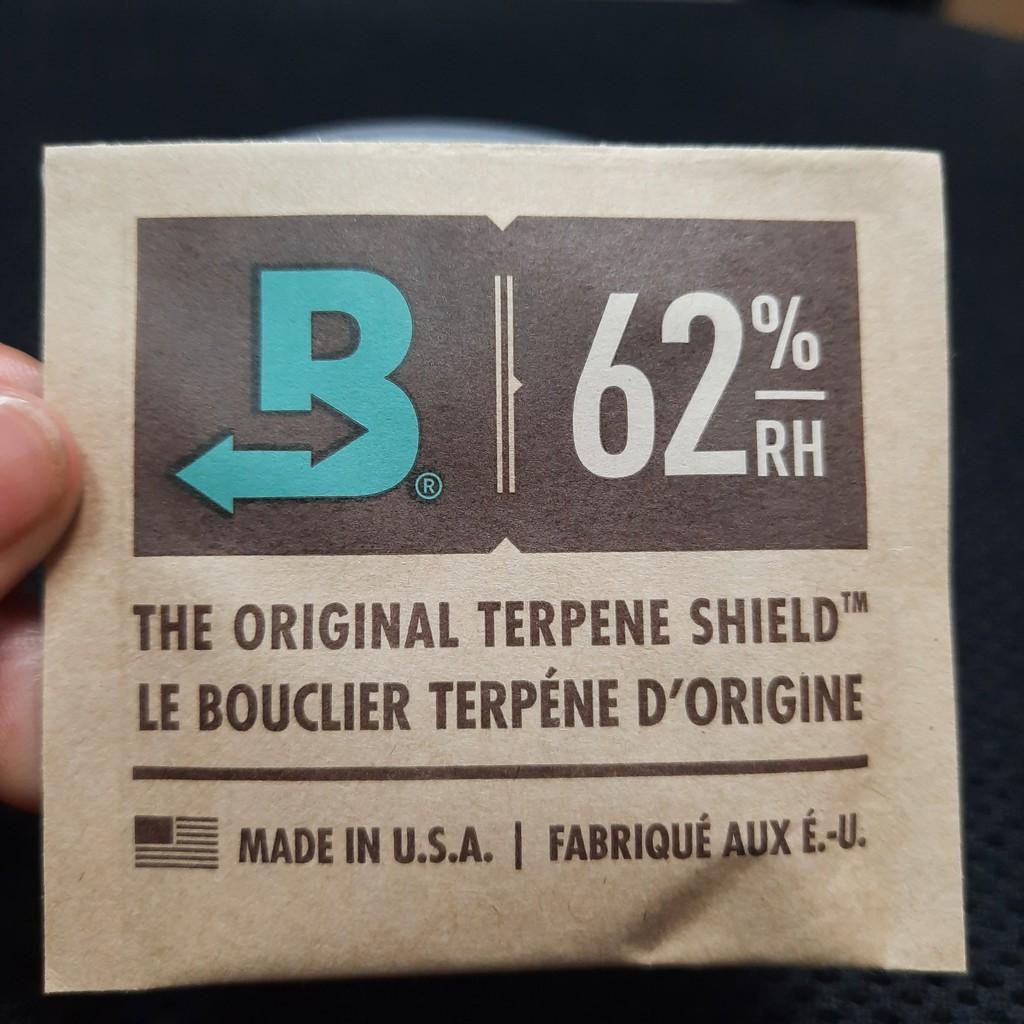 B®
62%
RH
THE ORIGINAL TERPENE SHIELD™
LE BOUCLIER TERPÉNE D'ORIGINE
MADE IN U.S.A. | FABRIQUÉ AUX É.-U.